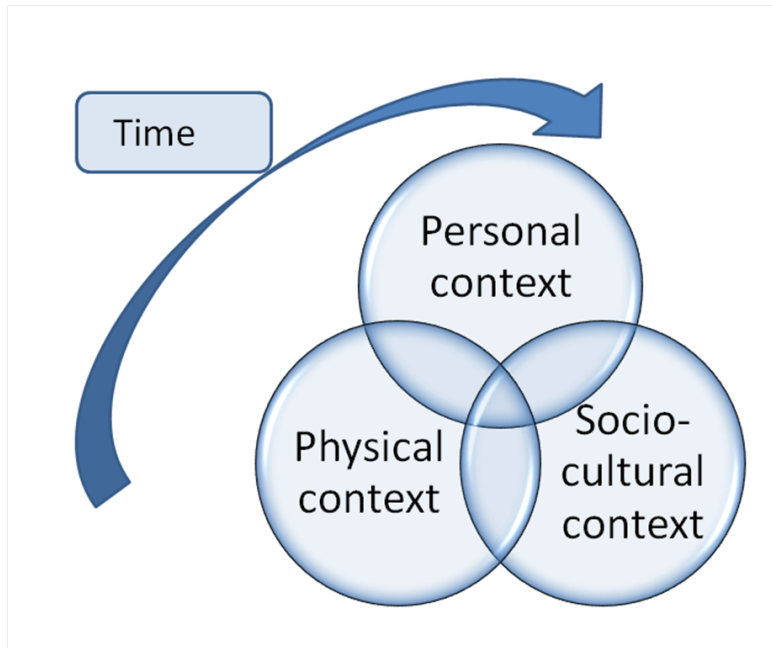 Time
Personal
context
Physical
context
Socio-
cultural
context